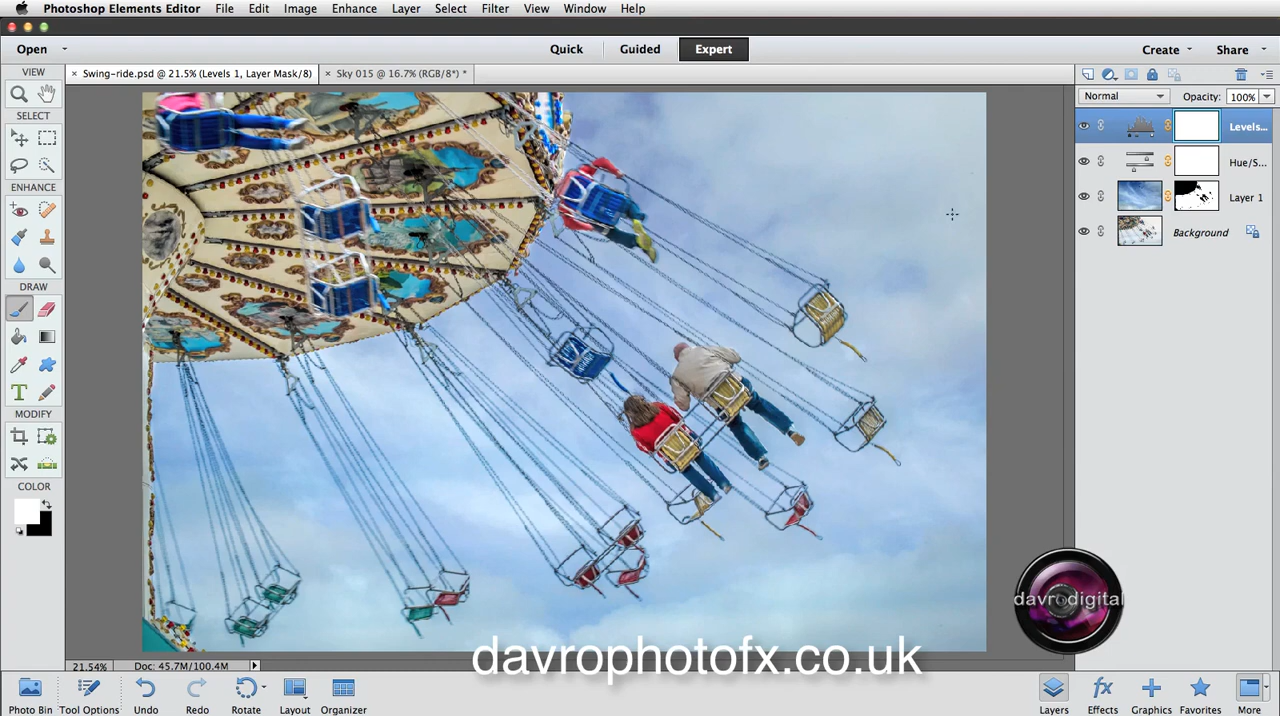 Photoshop Elements Editor File Edit Image Enhance Layer Select Filter View Window Help
Open Quick Guided Expert Create Share
VIEW × Swing-ride.psd @ 21.5% (Levels 1, Layer Mask/8) × Sky 015 @ 16.7% (RGB/8*) *
Normal Opacity: 100%
SELECT
Levels...
Hue/S...
ENHANCE
Layer 1
Background
DRAW
T
MODIFY
COLOR
davrodigital
davrophotofx.co.uk
21.54% Doc: 45.7M/100.4M
Photo Bin Tool Options Undo Redo Rotate Layout Organizer Layers fx Effects Graphics Favorites More